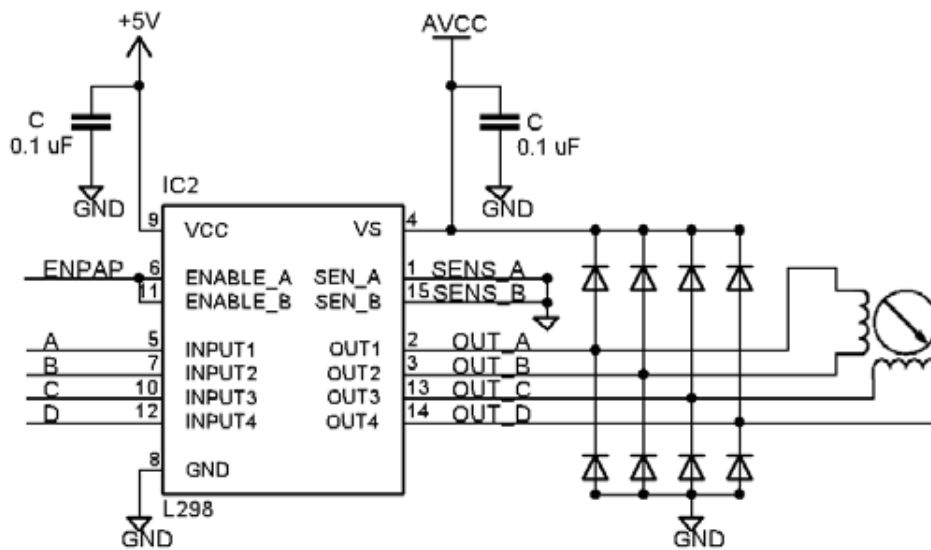 +5V
AVCC
C
0.1 uF
C
0.1 uF
GND
GND
IC2
9
VCC
VS
4
ENPAP
6
ENABLE_A
SEN_A
1
SENS_A
11
ENABLE_B
SEN_B
15
SENS_B
A
5
INPUT1
OUT1
2
OUT_A
B
7
INPUT2
OUT2
3
OUT_B
C
10
INPUT3
OUT3
13
OUT_C
D
12
INPUT4
OUT4
14
OUT_D
8
GND
L298
GND
GND